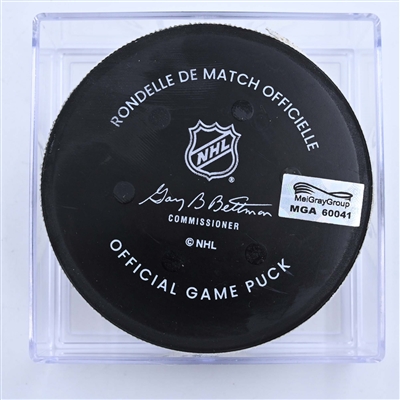 RONDELLE DE MATCH OFFICIELLE
NHL
Gary B Bettman
COMMISSIONER
© NHL
OFFICIAL GAME PUCK
MeiGrayGroup
MGA 60041